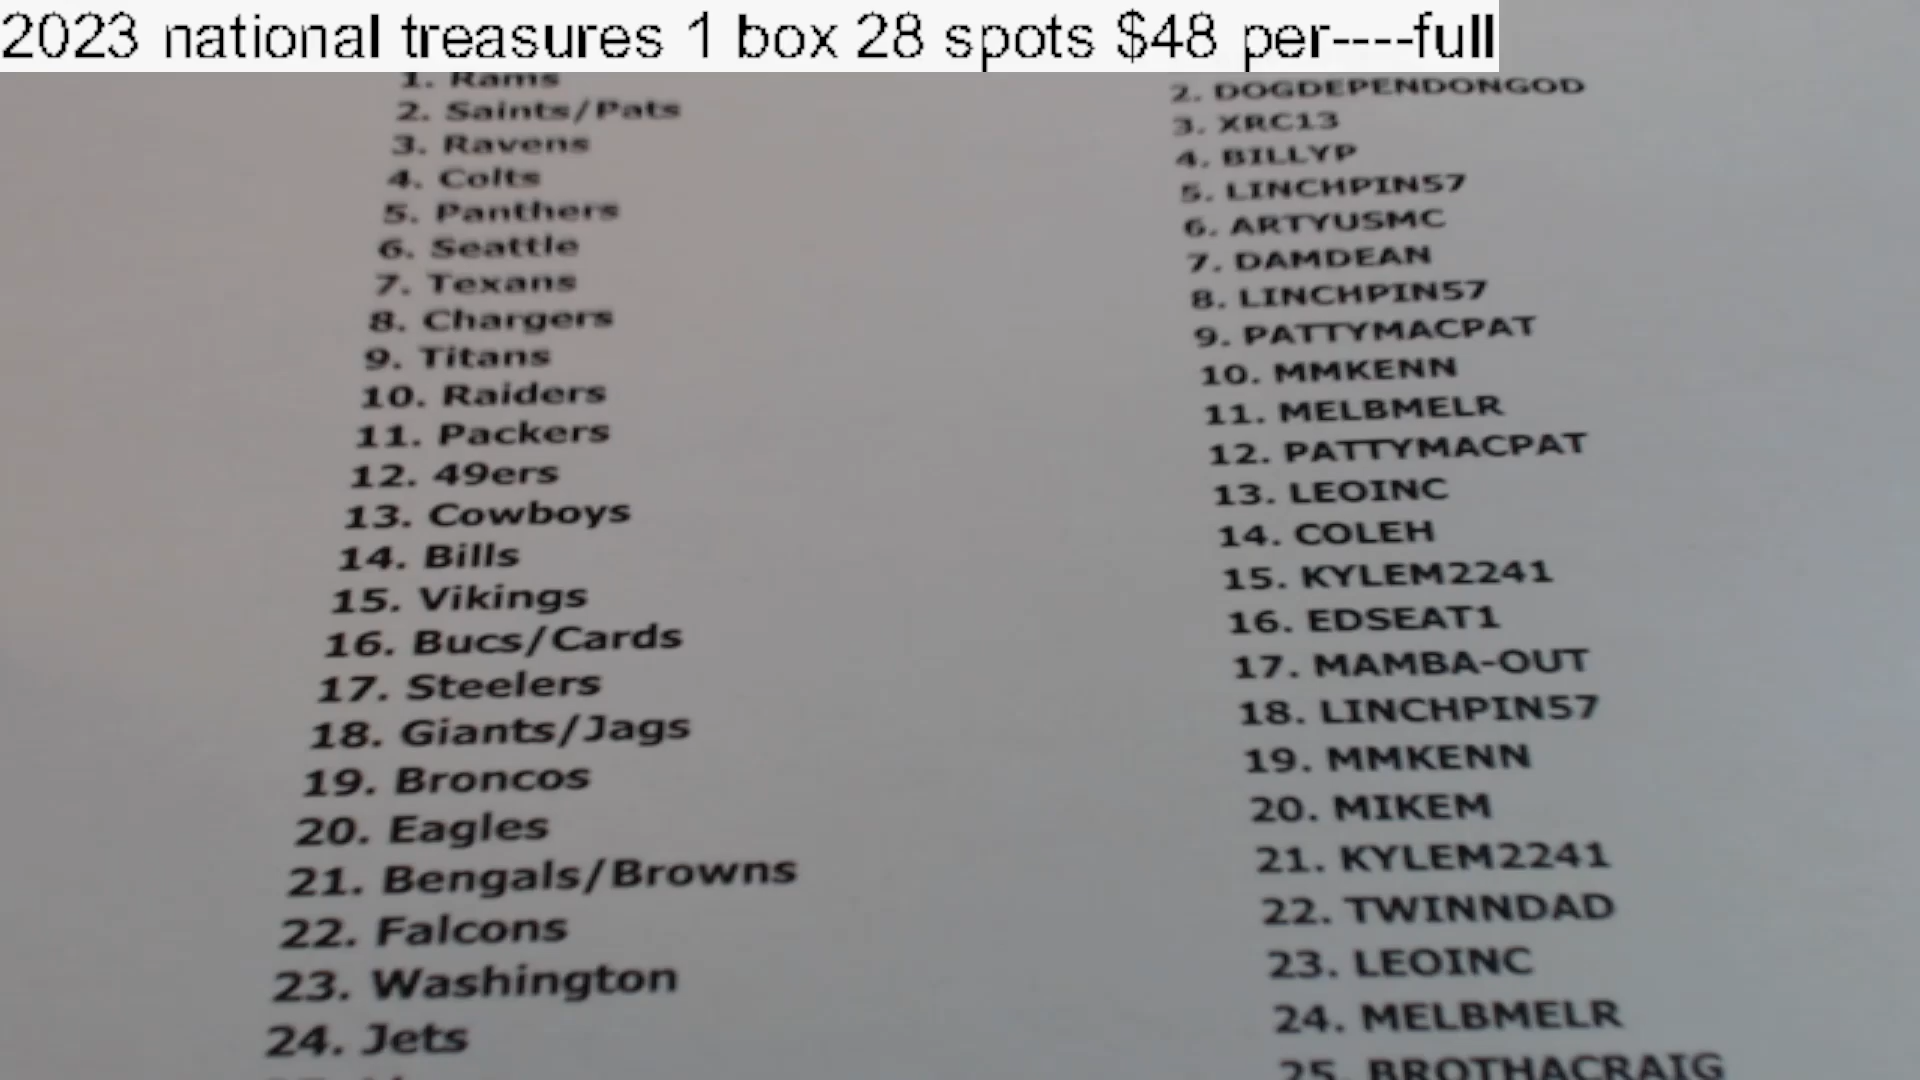 2023 national treasures 1 box 28 spots $48 per----full
1. Rams
2. Saints/Pats
3. Ravens
4. Colts
5. Panthers
6. Seattle
7. Texans
8. Chargers
9. Titans
10. Raiders
11. Packers
12. 49ers
13. Cowboys
14. Bills
15. Vikings
16. Bucs/Cards
17. Steelers
18. Giants/Jags
19. Broncos
20. Eagles
21. Bengals/Browns
22. Falcons
23. Washington
24. Jets
2. DOGDEPENDONGOD
3. XRC13
4. BILLYP
5. LINCHPIN57
6. ARTYUSMC
7. DAMDEAN
8. LINCHPIN57
9. PATTYMACPAT
10. MMKENN
11. MELBMELR
12. PATTYMACPAT
13. LEOINC
14. COLEH
15. KYLEM2241
16. EDSEAT1
17. MAMBA-OUT
18. LINCHPIN57
19. MMKENN
20. MIKEM
21. KYLEM2241
22. TWINNDAD
23. LEOINC
24. MELBMELR
25. BROTHACRAIG